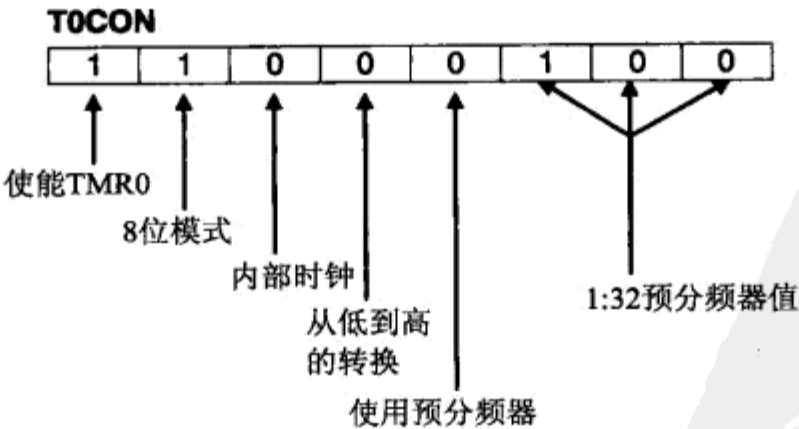 T0CON
1 1 0 0 0 1 0 0
使能TMR0
8位模式
内部时钟
从低到高
的转换
使用预分频器
1:32预分频器值